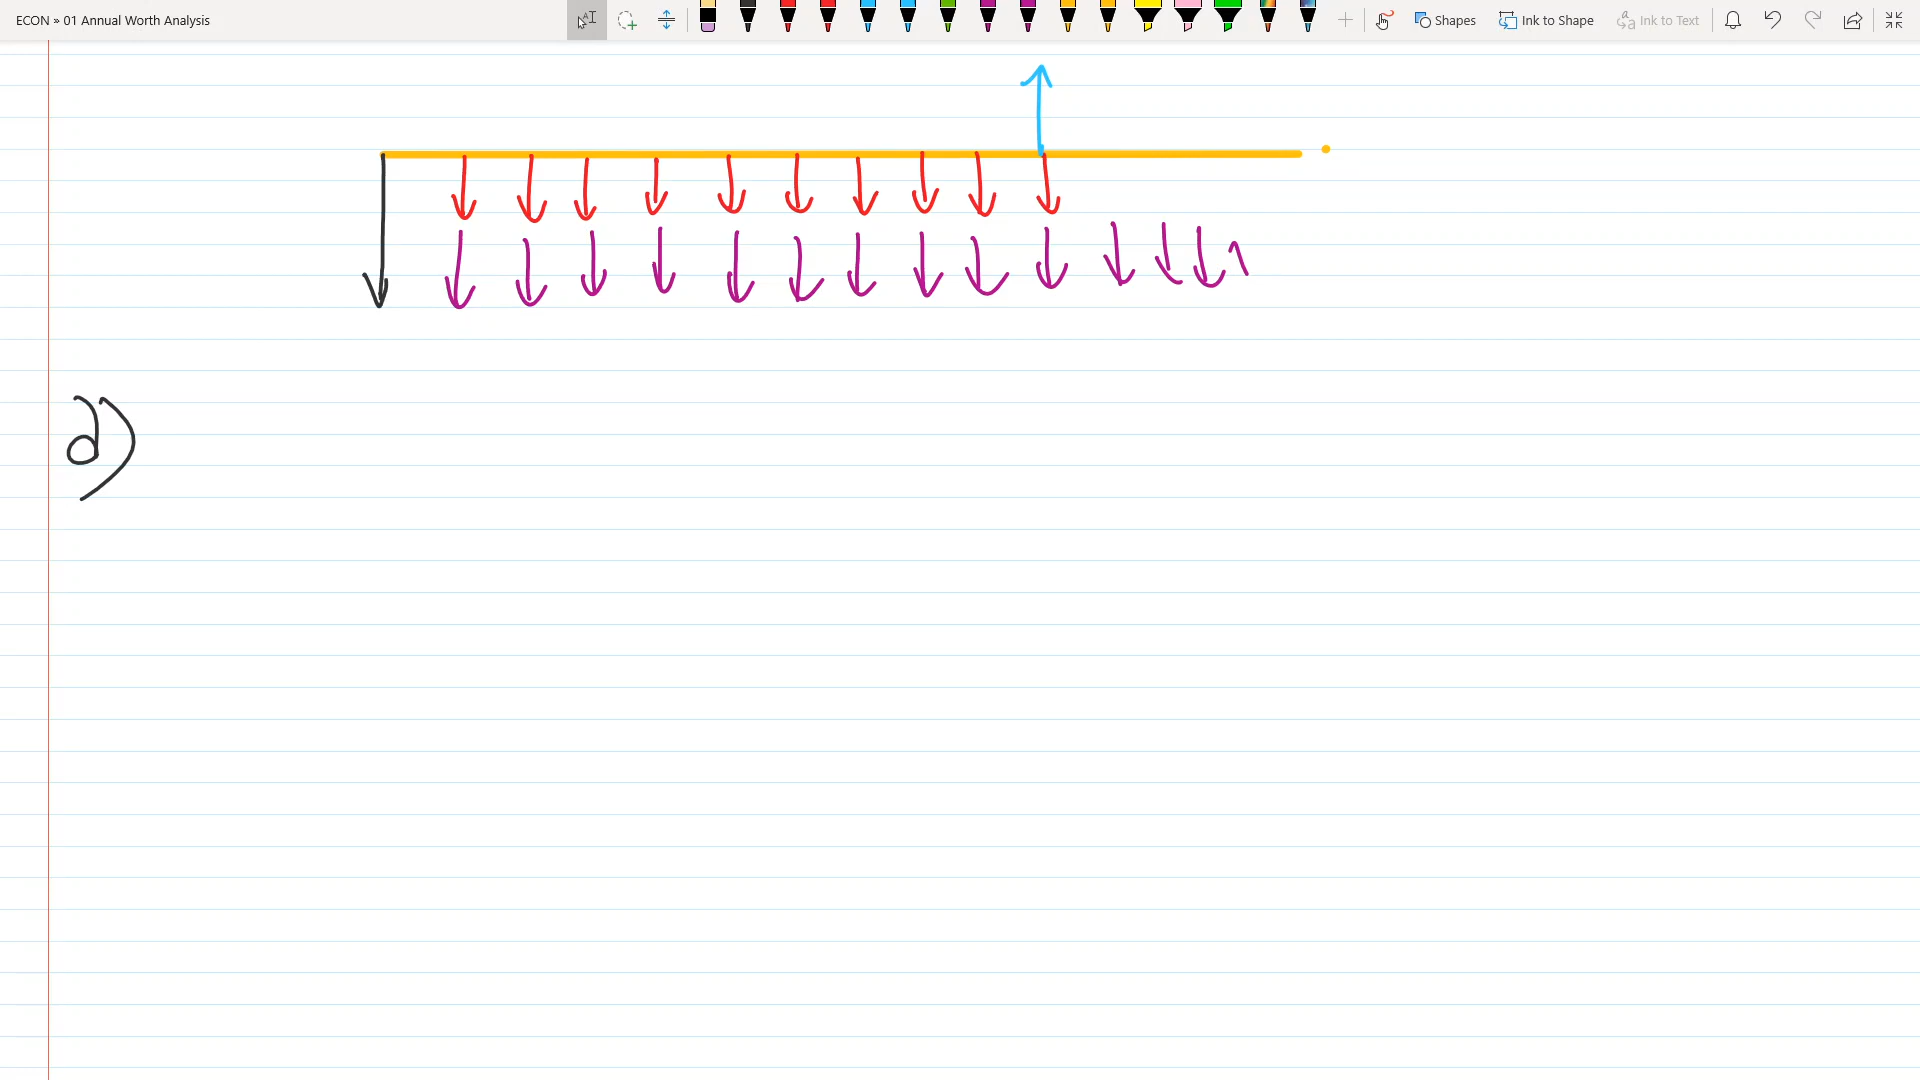 ECON » 01 Annual Worth Analysis
Shapes
Ink to Shape
Ink to Text
d)